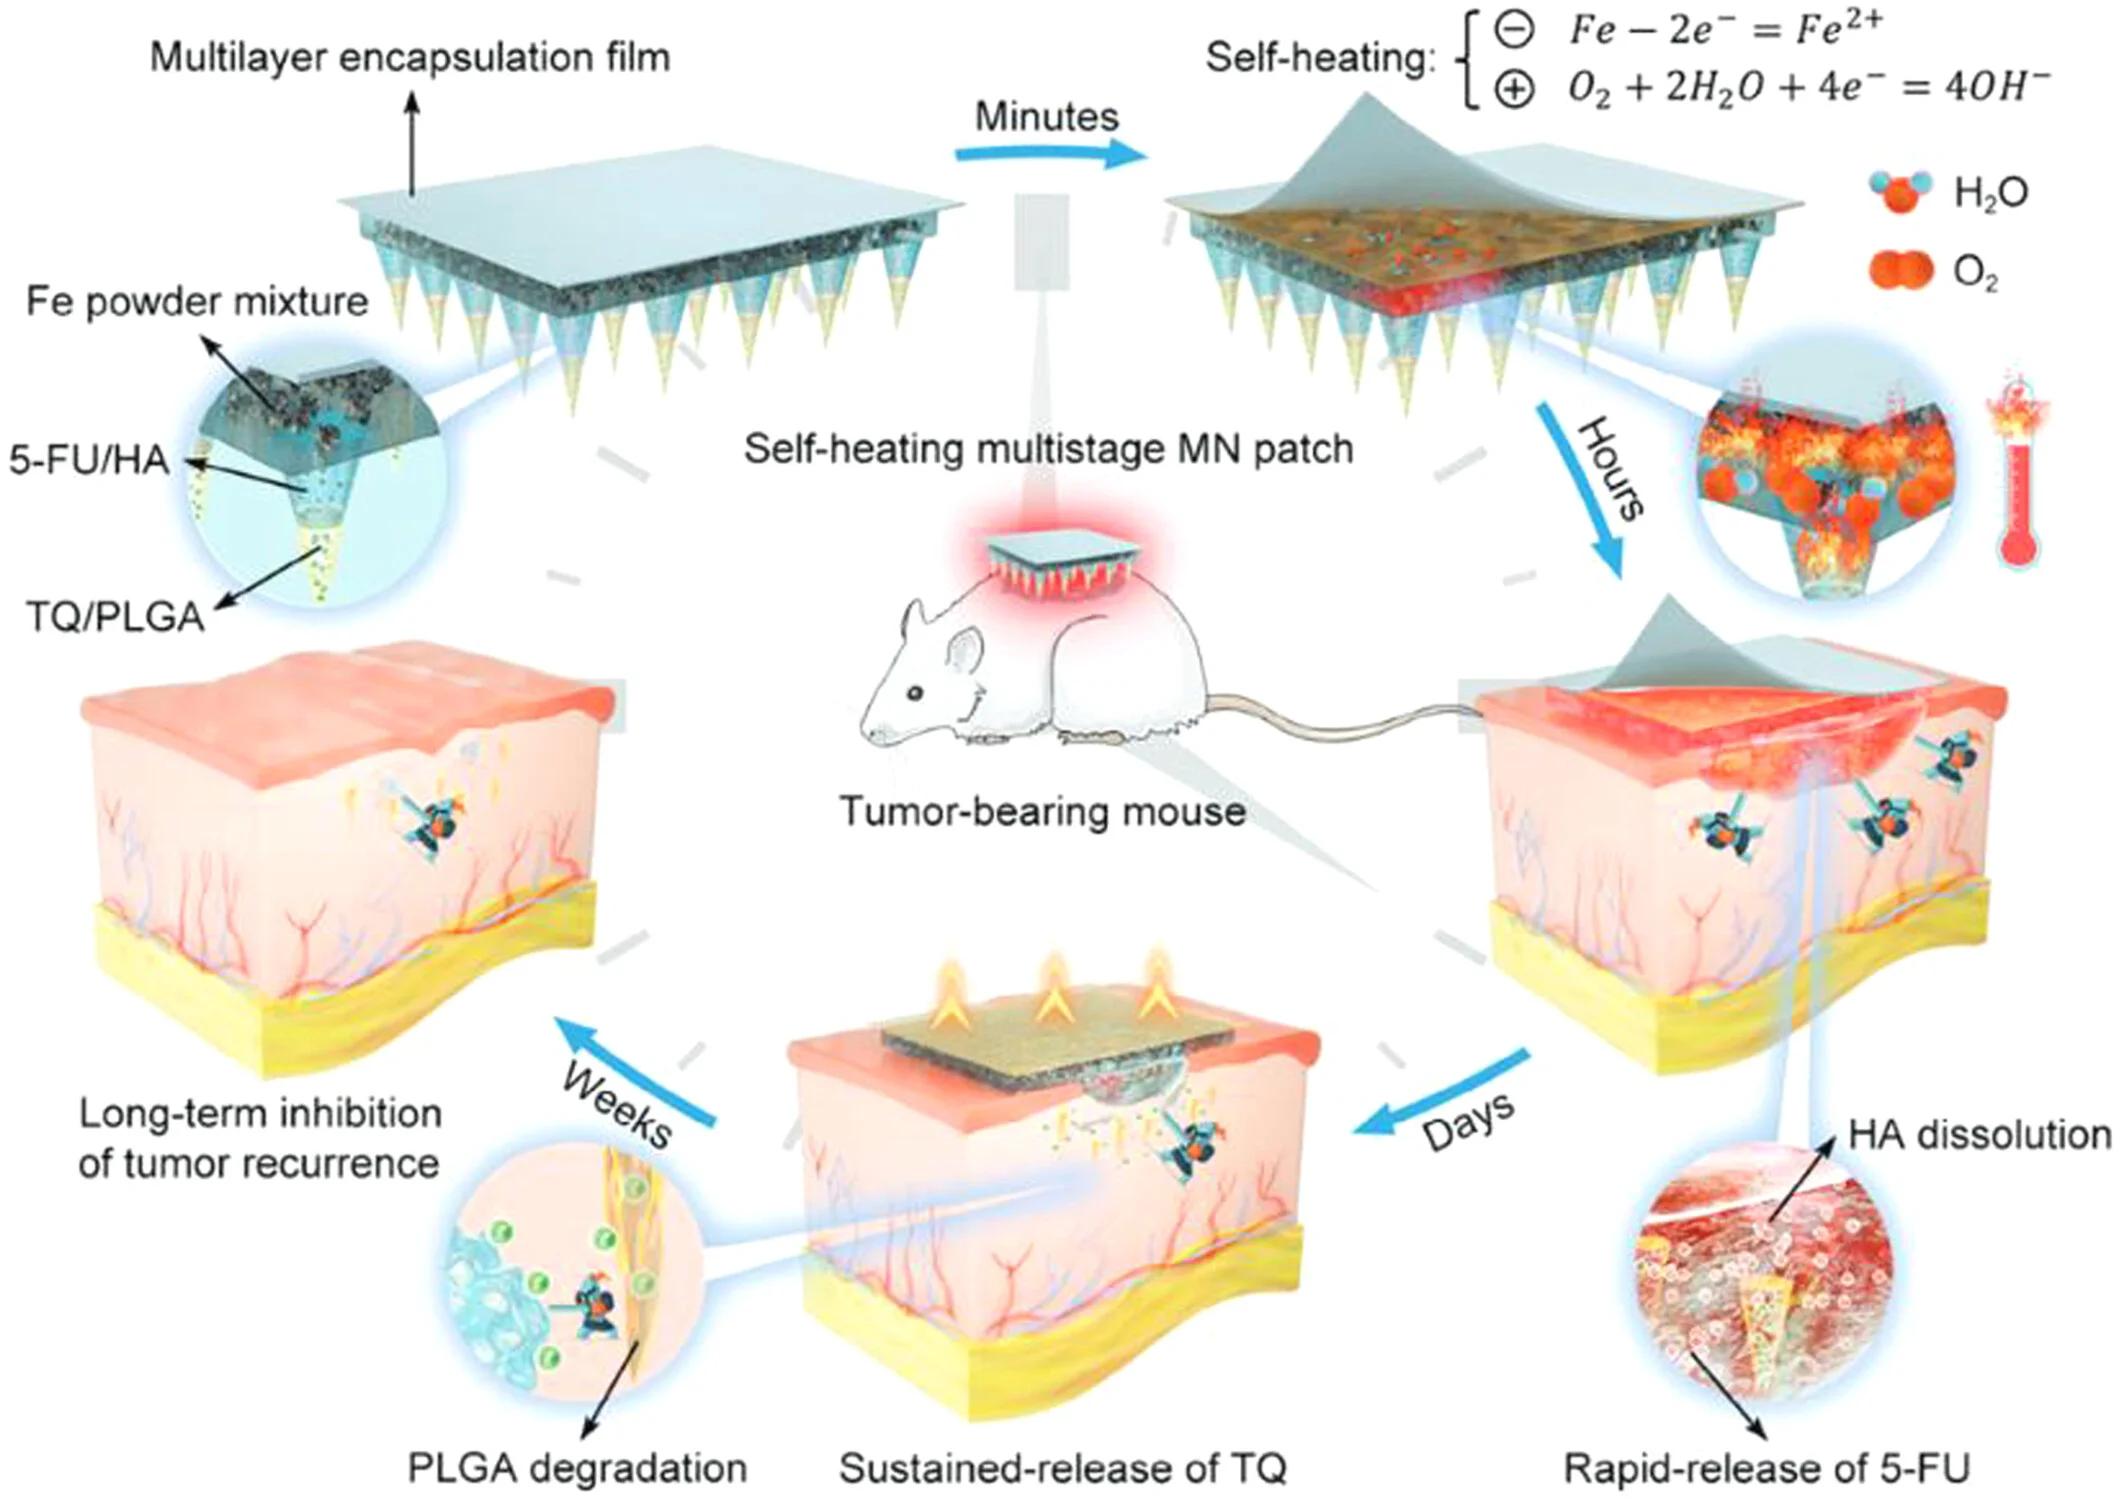 Multilayer encapsulation film
Minutes
Self-heating:
⊖ Fe − 2e⁻ = Fe²⁺
⊕ O₂ + 2H₂O + 4e⁻ = 4OH⁻
H₂O
O₂
Fe powder mixture
5-FU/HA
TQ/PLGA
Self-heating multistage MN patch
Hours
Tumor-bearing mouse
Long-term inhibition
of tumor recurrence
Weeks
Days
HA dissolution
PLGA degradation
Sustained-release of TQ
Rapid-release of 5-FU